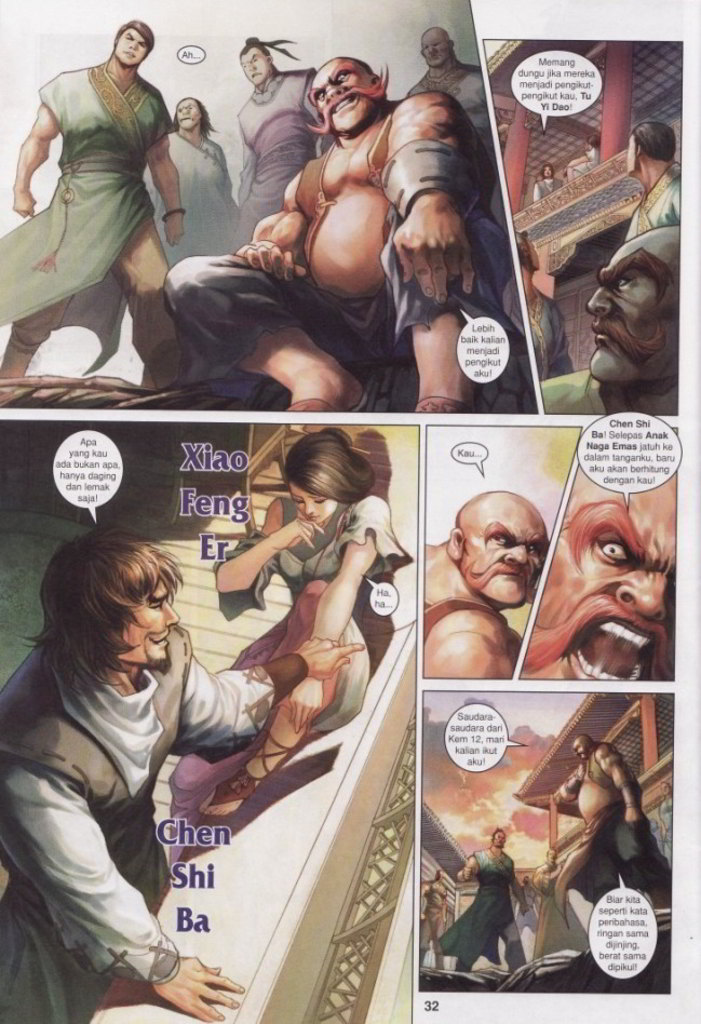 Ah...
Lebih
baik kalian
menjadi
pengikut
aku!
Memang
dungu jika mereka
menjadi pengikut-
pengikut kau, Tu
Yi Dao!
Apa
yang kau
ada bukan apa,
hanya daging
dan lemak
saja!
Xiao
Feng
Er
Ha,
ha...
Chen
Shi
Ba
Kau...
Chen Shi
Ba! Selepas Anak
Naga Emas jatuh ke
dalam tanganku, baru
aku akan berhitung
dengan kau!
Saudara-
saudara dari
Kem 12, mari
kalian ikut
aku!
Biar kita
seperti kata
peribahasa,
ringan sama
dijinjing,
berat sama
dipikul!
32